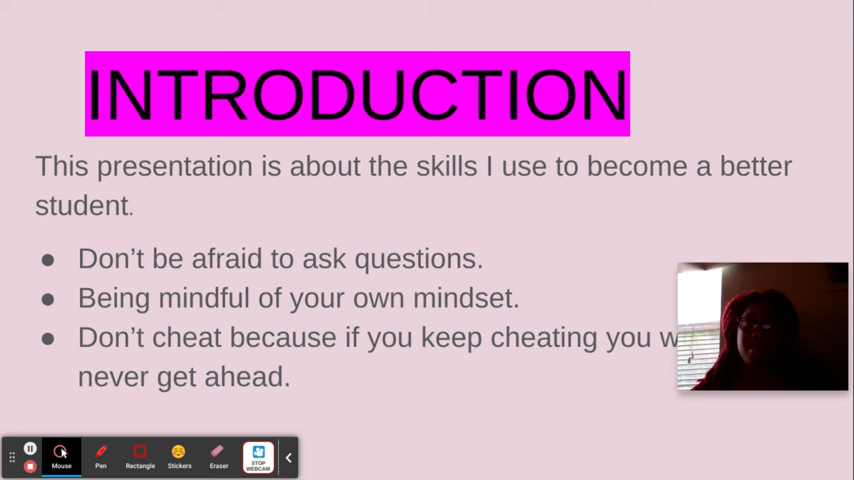 INTRODUCTION
This presentation is about the skills I use to become a better
student.
● Don't be afraid to ask questions.
● Being mindful of your own mindset.
● Don't cheat because if you keep cheating you
never get ahead.
Mouse
Pen
Rectangle
Stickers
Eraser
STOP
WEBCAM